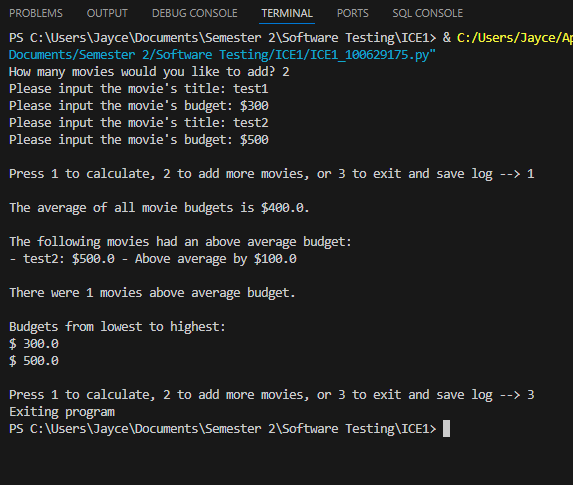 PROBLEMS OUTPUT DEBUG CONSOLE TERMINAL PORTS SQL CONSOLE
PS C:\Users\Jayce\Documents\Semester 2\Software Testing\ICE1> & C:/Users/Jayce/Ap
Documents/Semester 2/Software Testing/ICE1/ICE1_100629175.py"
How many movies would you like to add? 2
Please input the movie's title: test1
Please input the movie's budget: $300
Please input the movie's title: test2
Please input the movie's budget: $500
Press 1 to calculate, 2 to add more movies, or 3 to exit and save log --> 1
The average of all movie budgets is $400.0.
The following movies had an above average budget:
- test2: $500.0 - Above average by $100.0
There were 1 movies above average budget.
Budgets from lowest to highest:
$ 300.0
$ 500.0
Press 1 to calculate, 2 to add more movies, or 3 to exit and save log --> 3
Exiting program
PS C:\Users\Jayce\Documents\Semester 2\Software Testing\ICE1>